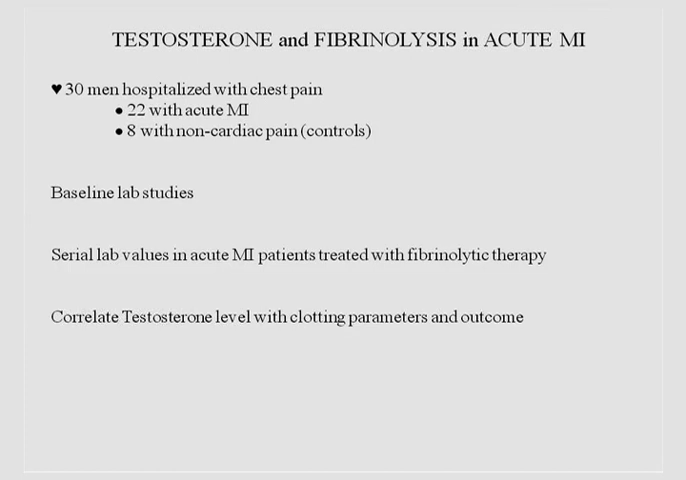 TESTOSTERONE and FIBRINOLYSIS in ACUTE MI
♥ 30 men hospitalized with chest pain
• 22 with acute MI
• 8 with non-cardiac pain (controls)
Baseline lab studies
Serial lab values in acute MI patients treated with fibrinolytic therapy
Correlate Testosterone level with clotting parameters and outcome